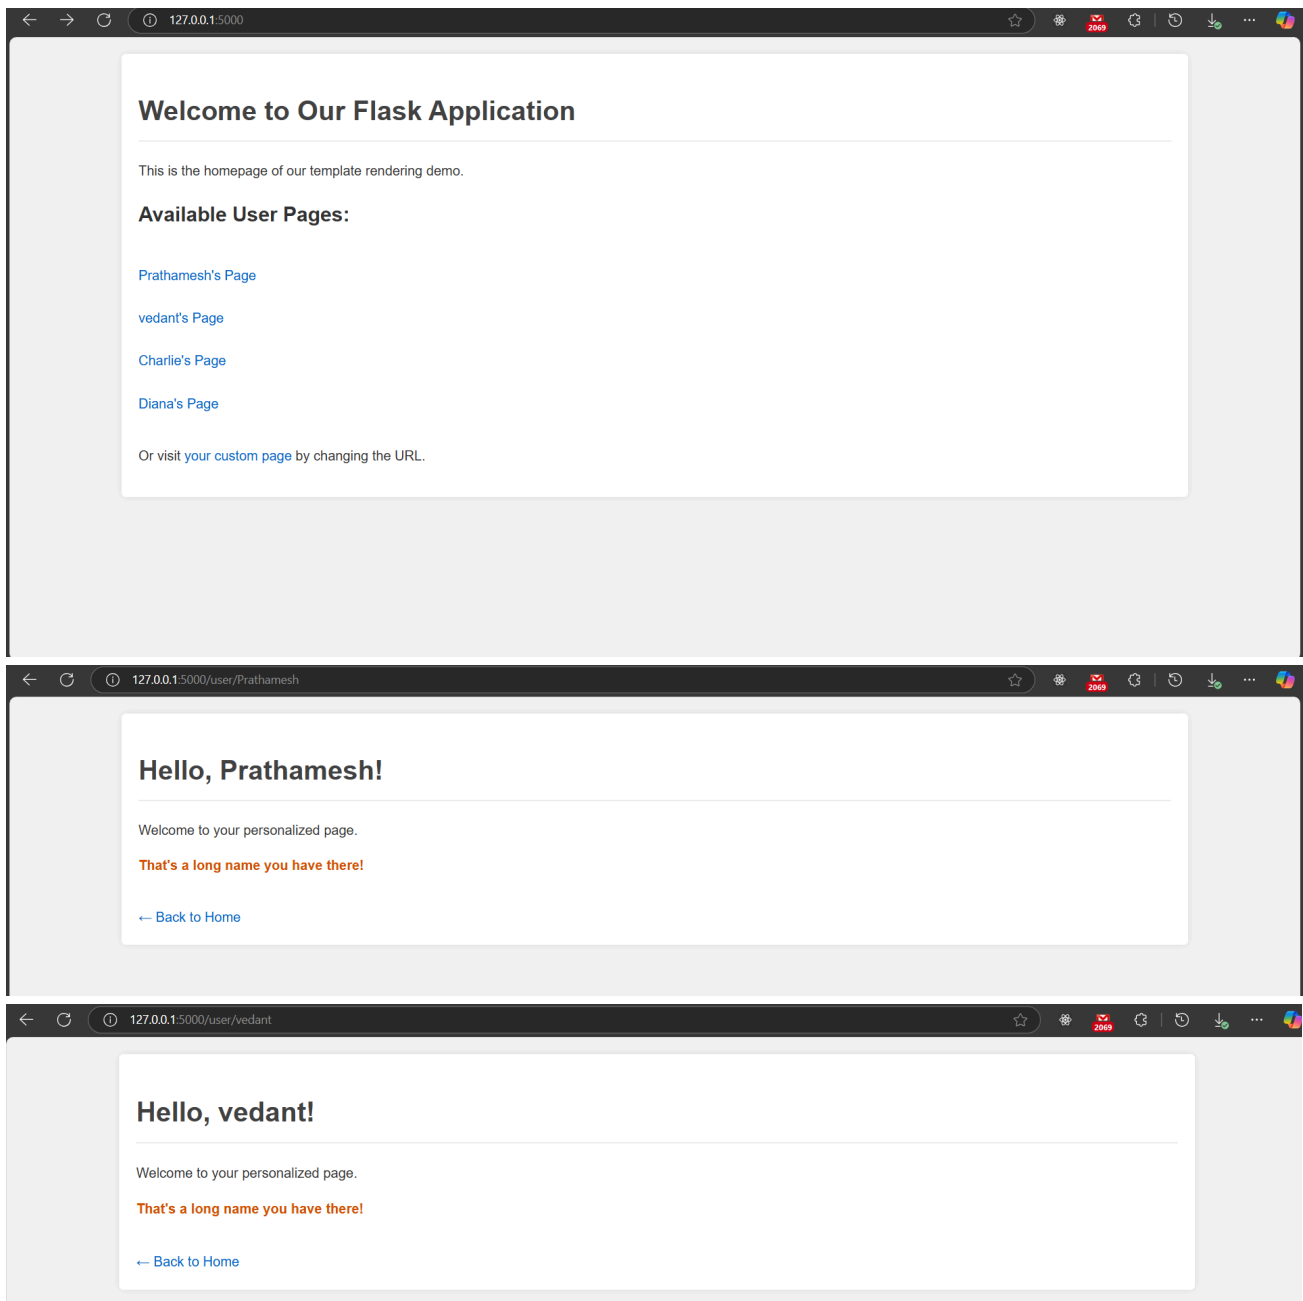 127.0.0.1:5000
2069
Welcome to Our Flask Application
This is the homepage of our template rendering demo.
Available User Pages:
Prathamesh's Page
vedant's Page
Charlie's Page
Diana's Page
Or visit your custom page by changing the URL.
127.0.0.1:5000/user/Prathamesh
2069
Hello, Prathamesh!
Welcome to your personalized page.
That's a long name you have there!
← Back to Home
127.0.0.1:5000/user/vedant
2069
Hello, vedant!
Welcome to your personalized page.
That's a long name you have there!
← Back to Home